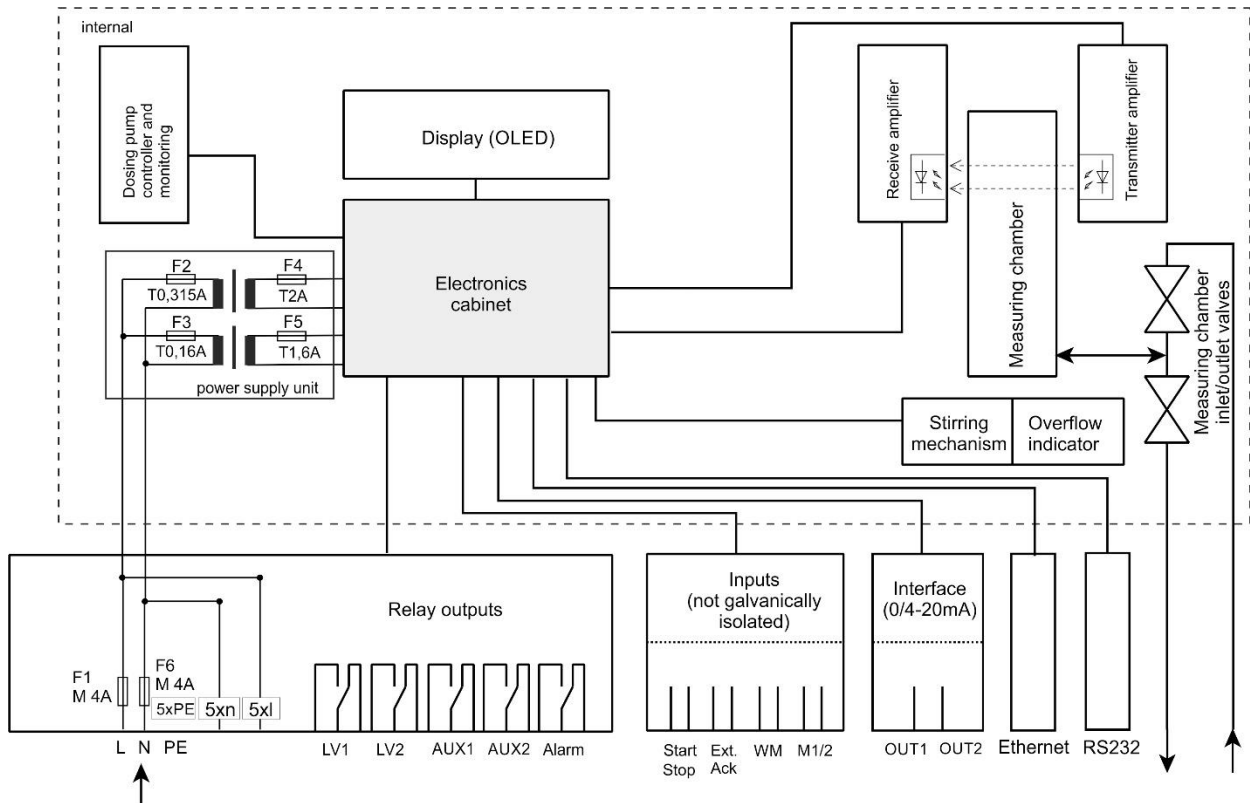 internal
Dosing pump
controller and
monitoring
Display (OLED)
Receive amplifier
Transmitter amplifier
Measuring chamber
Measuring chamber
inlet/outlet valves
Electronics
cabinet
F2
T0,315A
F4
T2A
F3
T0,16A
F5
T1,6A
power supply unit
Stirring
mechanism
Overflow
indicator
Relay outputs
F1
M 4A
F6
M 4A
5xPE
5xn
5xl
L
N
PE
LV1
LV2
AUX1
AUX2
Alarm
Inputs
(not galvanically
isolated)
Start
Stop
Ext.
Ack
WM
M1/2
Interface
(0/4-20mA)
OUT1
OUT2
Ethernet
RS232